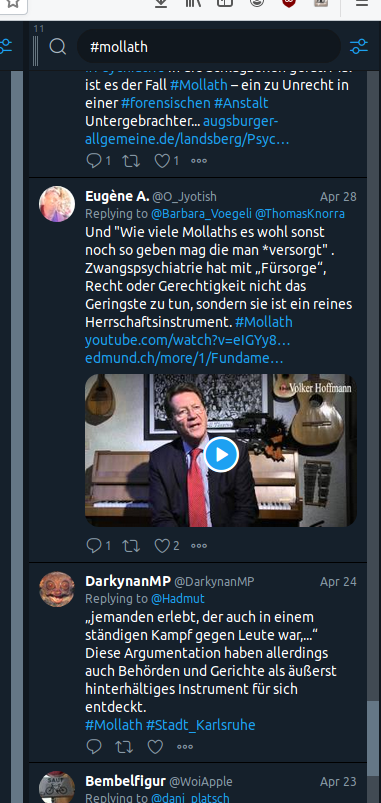 11
#mollath
ist es der Fall #Mollath – ein zu Unrecht in
einer #forensischen #Anstalt
Untergebrachter... augsburger-
allgemeine.de/landsberg/Psyc…
1
1
Eugène A. @O_Jyotish Apr 28
Replying to @Barbara_Voegeli @ThomasKnorra
Und "Wie viele Mollaths es wohl sonst
noch so geben mag die man *versorgt" .
Zwangspsychiatrie hat mit „Fürsorge“,
Recht oder Gerechtigkeit nicht das
Geringste zu tun, sondern sie ist ein reines
Herrschaftsinstrument. #Mollath
youtube.com/watch?v=eIGYy8…
edmund.ch/more/1/Fundame…
Volker Hoffmann
1
2
DarkynanMP @DarkynanMP Apr 24
Replying to @Hadmut
„jemanden erlebt, der auch in einem
ständigen Kampf gegen Leute war,...“
Diese Argumentation haben allerdings
auch Behörden und Gerichte als äußerst
hinterhältiges Instrument für sich
entdeckt.
#Mollath #Stadt_Karlsruhe
Bembelfigur @WoiApple Apr 23
Replying to @dani_platsch